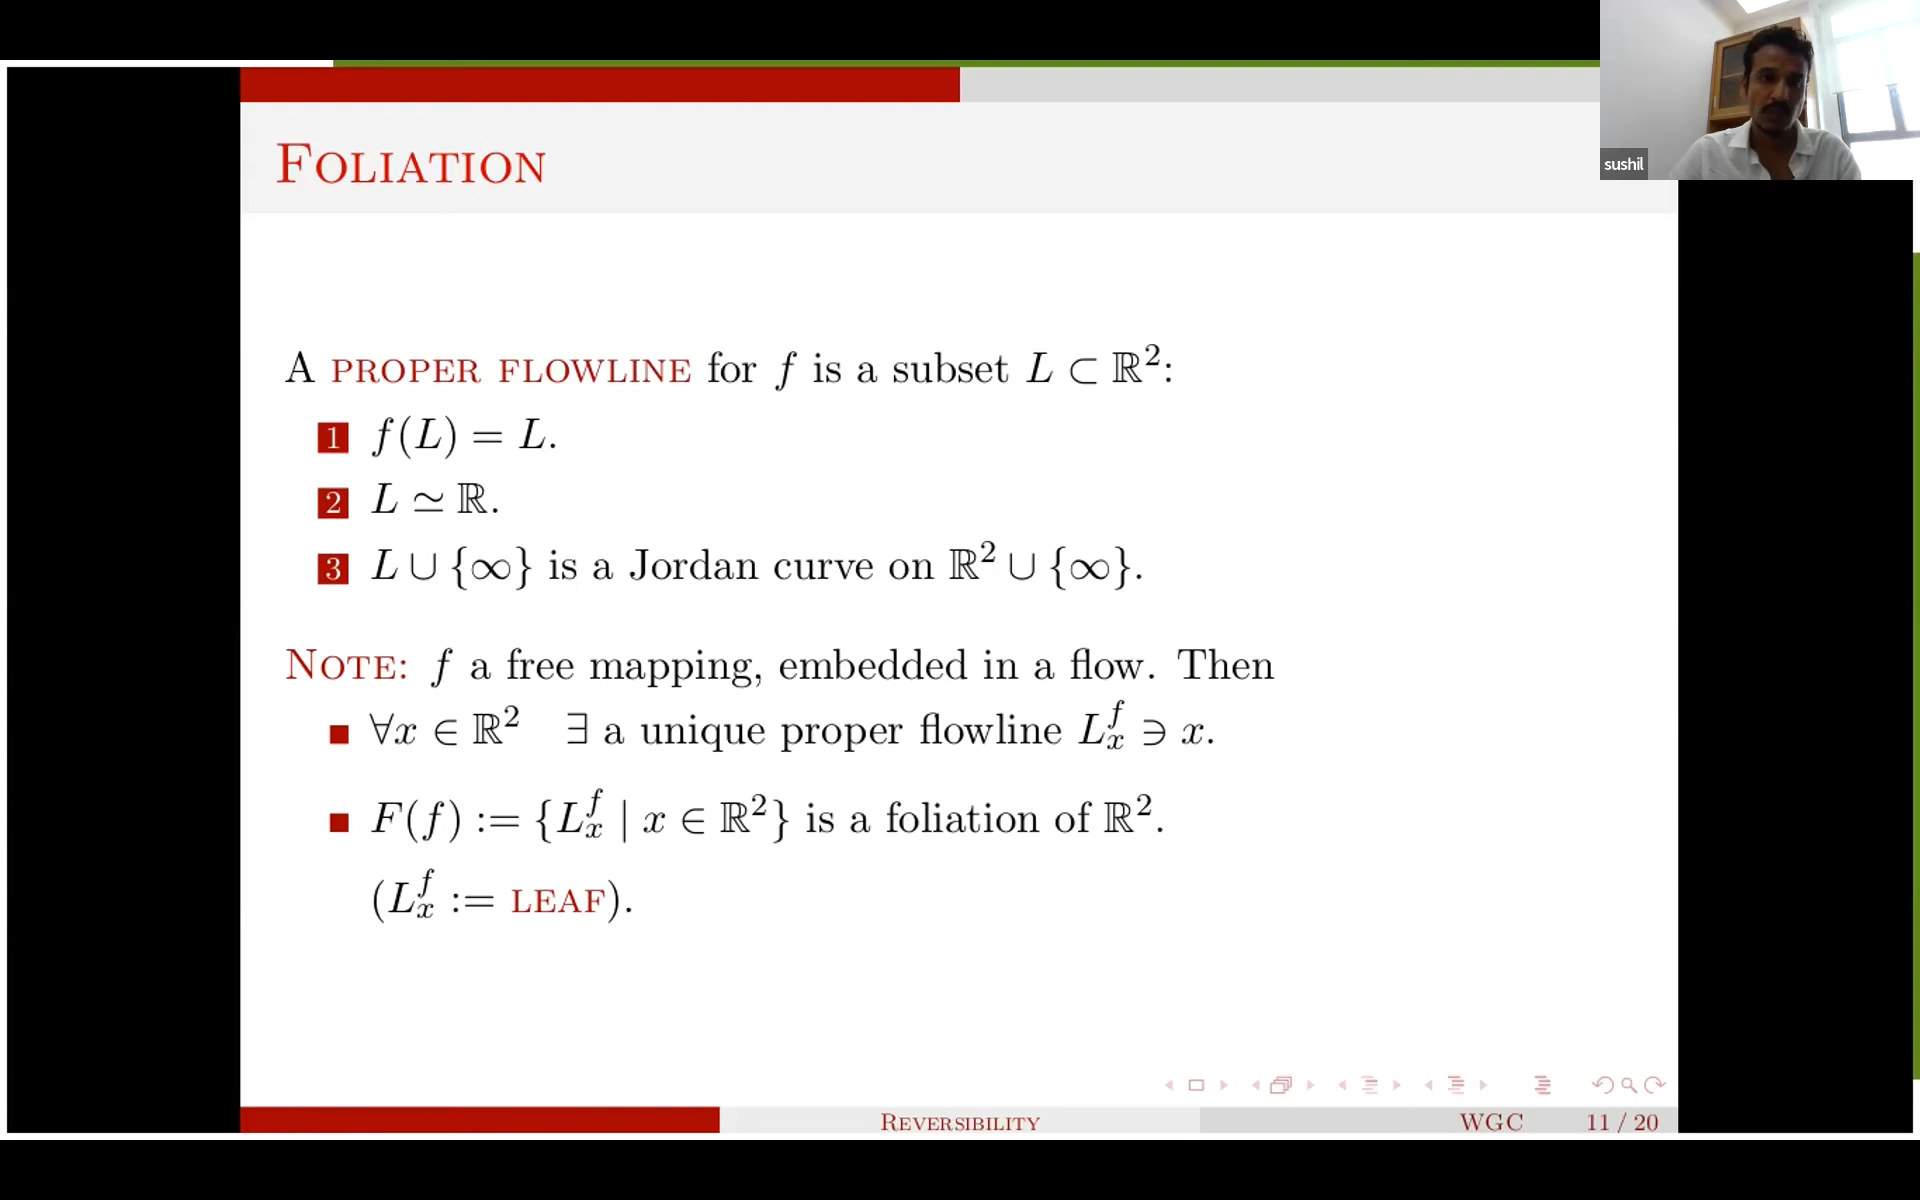 sushil
FOLIATION
A PROPER FLOWLINE for f is a subset L ⊂ ℝ²:
1 f(L) = L.
2 L ≃ ℝ.
3 L ∪ {∞} is a Jordan curve on ℝ² ∪ {∞}.
NOTE: f a free mapping, embedded in a flow. Then
■ ∀x ∈ ℝ² ∃ a unique proper flowline L_x^f ∋ x.
■ F(f) := {L_x^f | x ∈ ℝ²} is a foliation of ℝ².
(L_x^f := LEAF).
REVERSIBILITY WGC 11 / 20